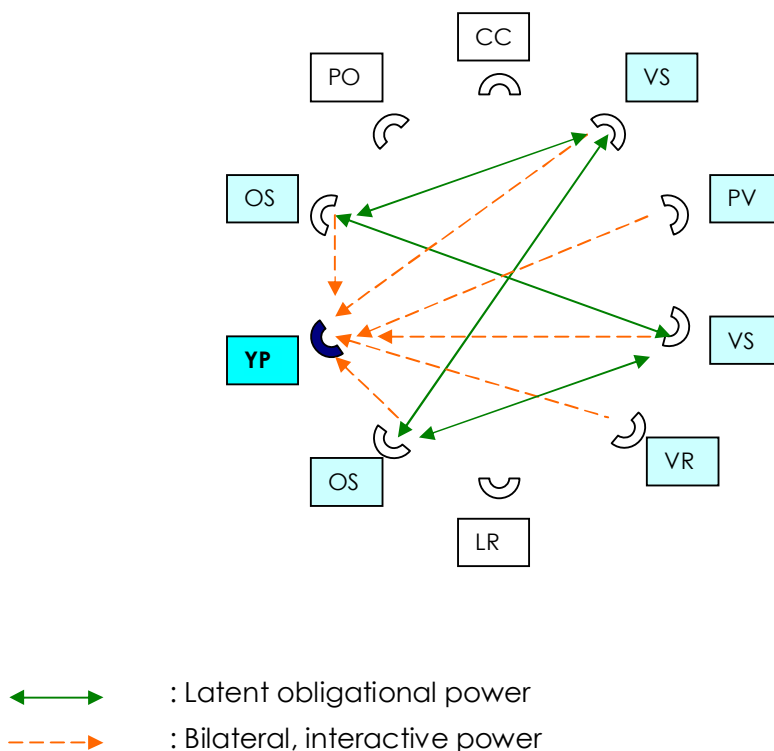 CC
PO
VS
OS
PV
YP
VS
OS
VR
LR
: Latent obligational power
: Bilateral, interactive power